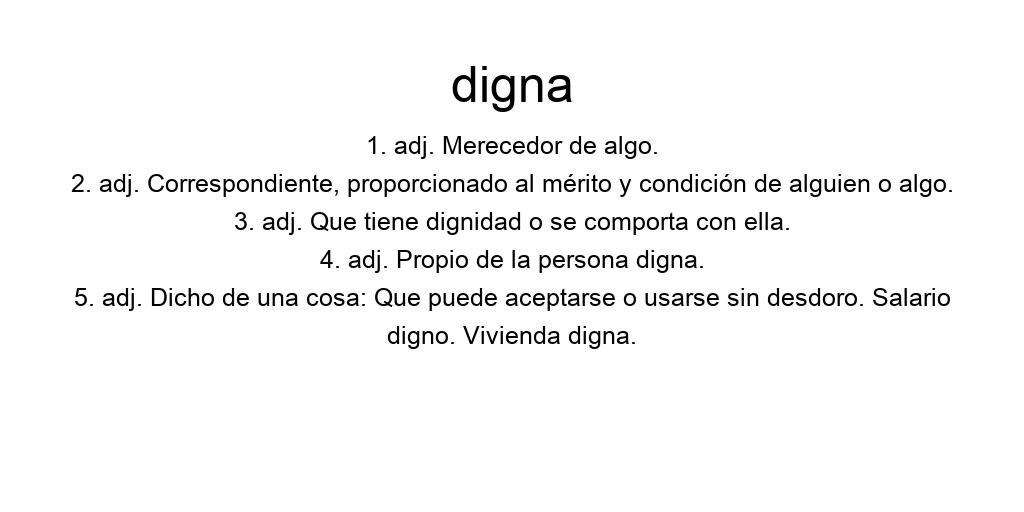 digna
1. adj. Merecedor de algo.
2. adj. Correspondiente, proporcionado al mérito y condición de alguien o algo.
3. adj. Que tiene dignidad o se comporta con ella.
4. adj. Propio de la persona digna.
5. adj. Dicho de una cosa: Que puede aceptarse o usarse sin desdoro. Salario
digno. Vivienda digna.